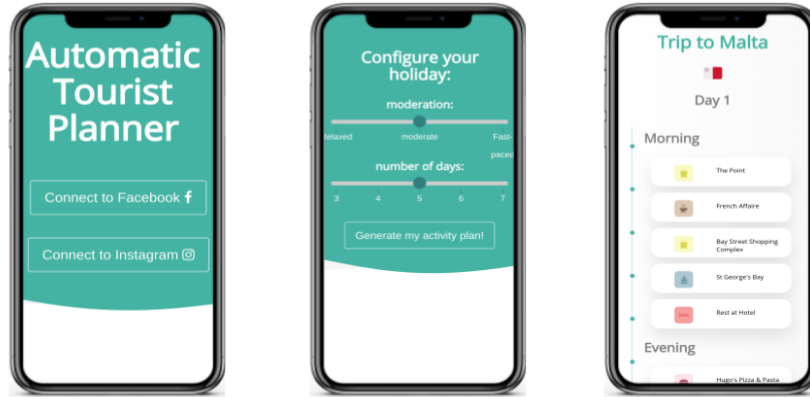 Automatic
Tourist
Planner
Connect to Facebook
Connect to Instagram
Configure your
holiday:
moderation:
relaxed moderate Fast-
paced
number of days:
3 4 5 6 7
Generate my activity plan!
Trip to Malta
Day 1
Morning
The Point
French Affaire
Bay Street Shopping
Complex
St George's Bay
Rest at Hotel
Evening
Hugo's Pizza & Pasta